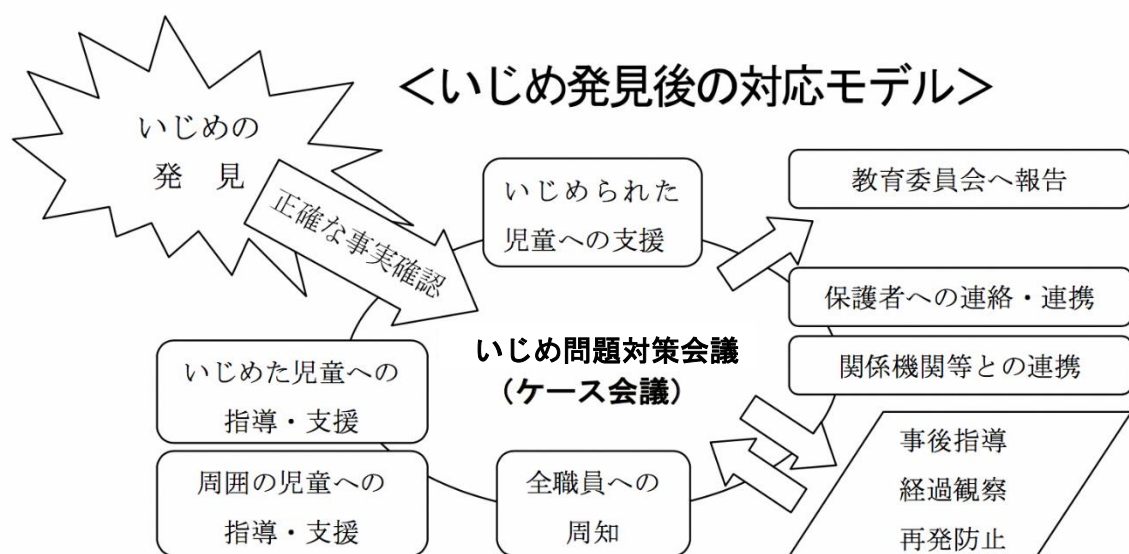 ＜いじめ発見後の対応モデル＞
いじめの
発　見
正確な事実確認
いじめられた
児童への支援
教育委員会へ報告
保護者への連絡・連携
関係機関等との連携
いじめ問題対策会議
（ケース会議）
いじめた児童への
指導・支援
周囲の児童への
指導・支援
全職員への
周知
事後指導
経過観察
再発防止